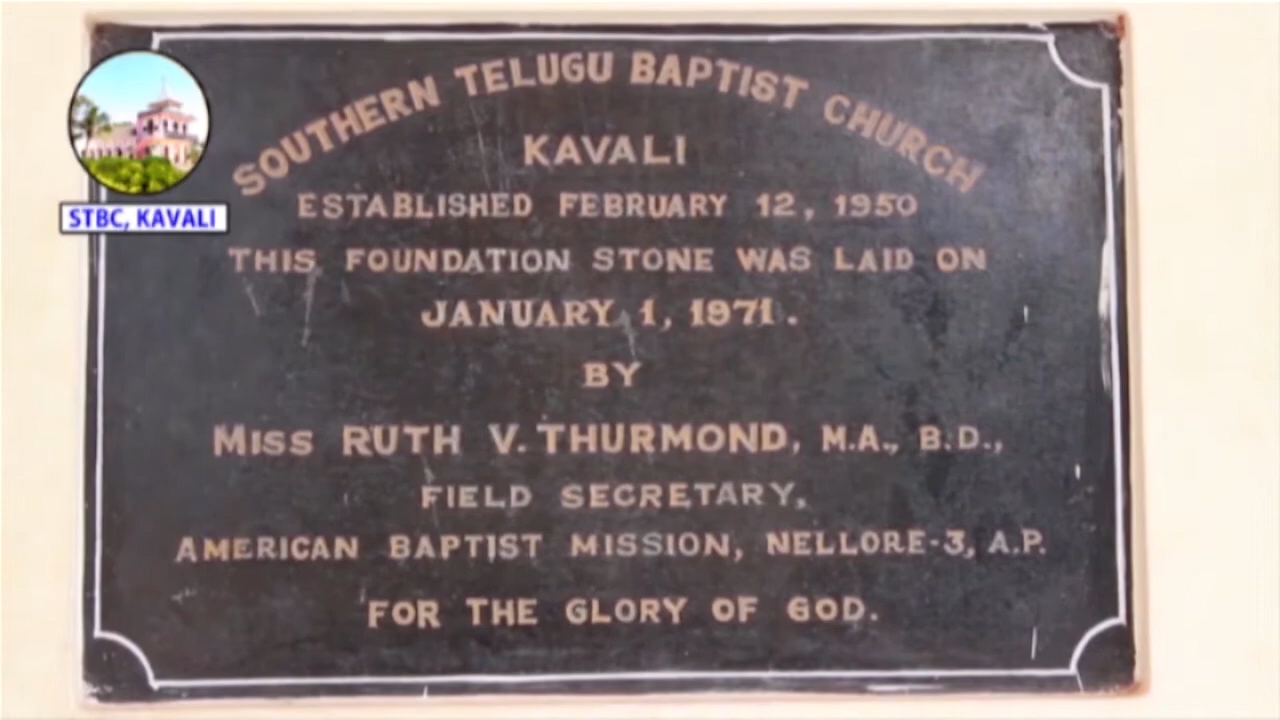 SOUTHERN TELUGU BAPTIST CHURCH
KAVALI
ESTABLISHED FEBRUARY 12, 1950
THIS FOUNDATION STONE WAS LAID ON
JANUARY 1, 1971.
BY
MISS RUTH V. THURMOND, M.A., B.D.,
FIELD SECRETARY,
AMERICAN BAPTIST MISSION, NELLORE-3, A.P.
FOR THE GLORY OF GOD.
STBC, KAVALI